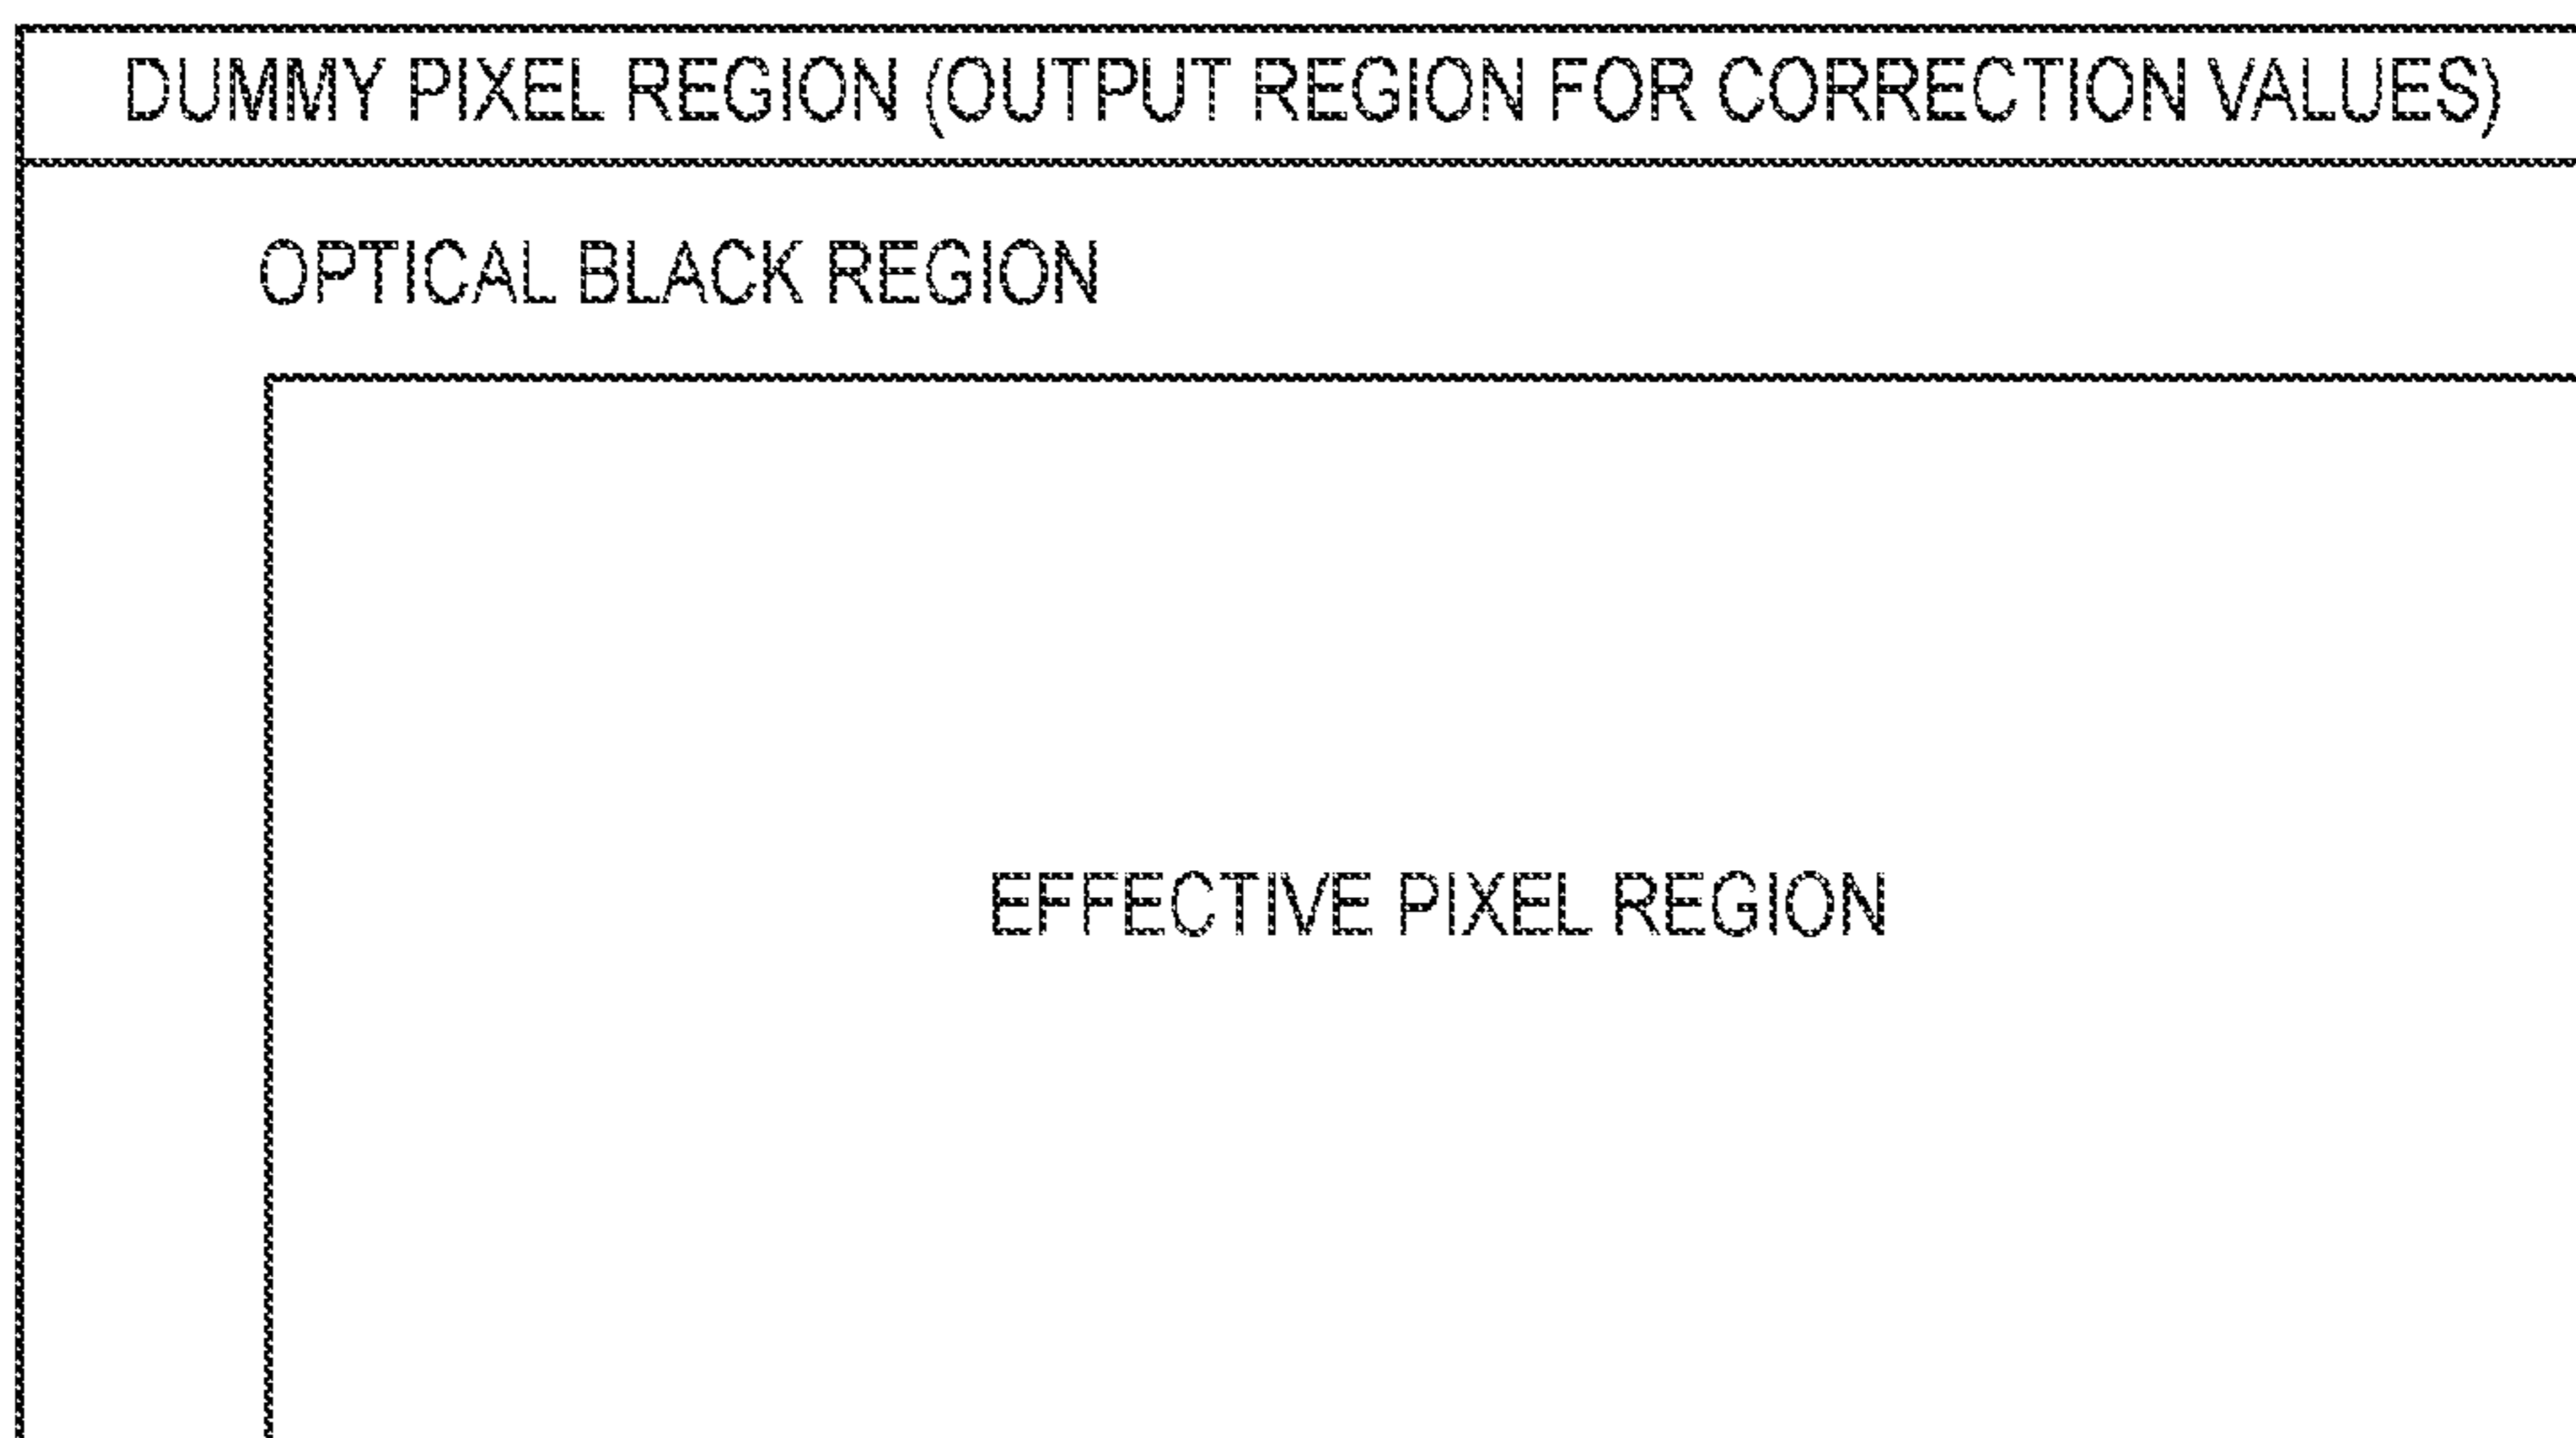 DUMMY PIXEL REGION (OUTPUT REGION FOR CORRECTION VALUES)
OPTICAL BLACK REGION
EFFECTIVE PIXEL REGION